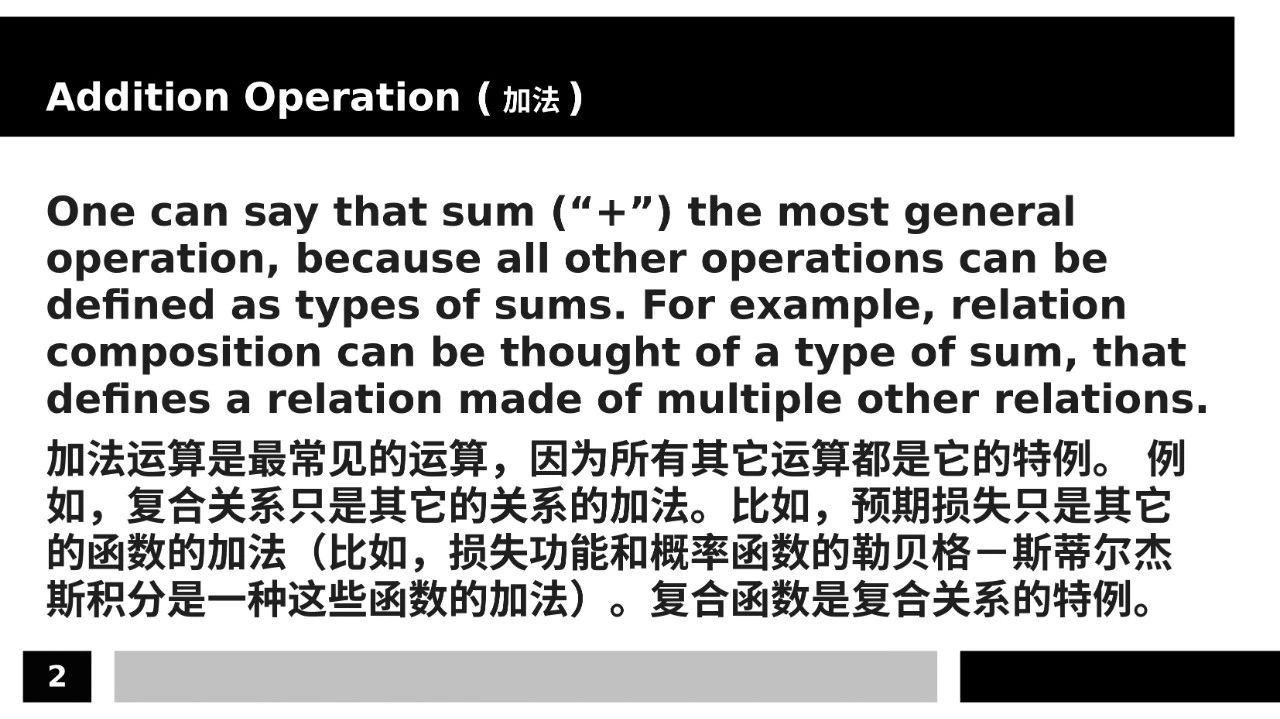 Addition Operation ( 加法 )
One can say that sum (“+”) the most general
operation, because all other operations can be
defined as types of sums. For example, relation
composition can be thought of a type of sum, that
defines a relation made of multiple other relations.
加法运算是最常见的运算，因为所有其它运算都是它的特例。 例
如，复合关系只是其它的关系的加法。比如，预期损失只是其它
的函数的加法（比如，损失功能和概率函数的勒贝格－斯蒂尔杰
斯积分是一种这些函数的加法）。复合函数是复合关系的特例。
2